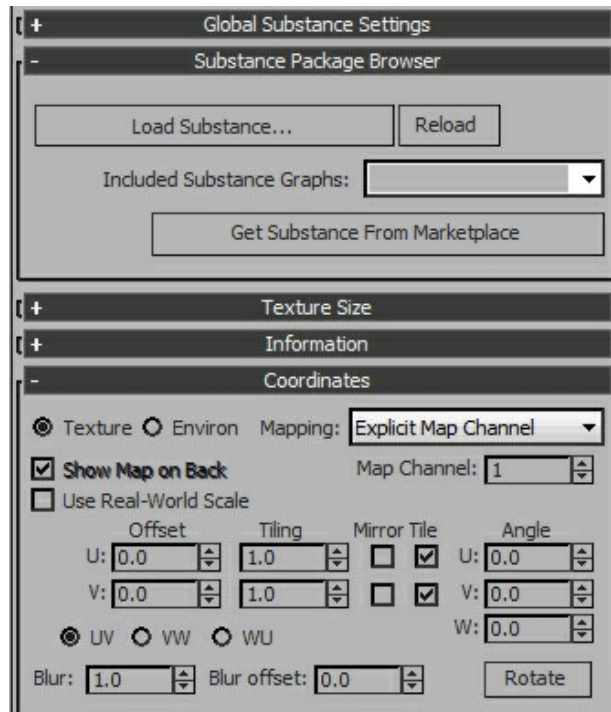 + Global Substance Settings
- Substance Package Browser
Load Substance... Reload
Included Substance Graphs:
Get Substance From Marketplace
+ Texture Size
+ Information
- Coordinates
Texture Environ Mapping: Explicit Map Channel
Show Map on Back Map Channel: 1
Use Real-World Scale
Offset Tiling Mirror Tile Angle
U: 0.0 1.0 U: 0.0
V: 0.0 1.0 V: 0.0
W: 0.0
UV VW WU
Blur: 1.0 Blur offset: 0.0 Rotate